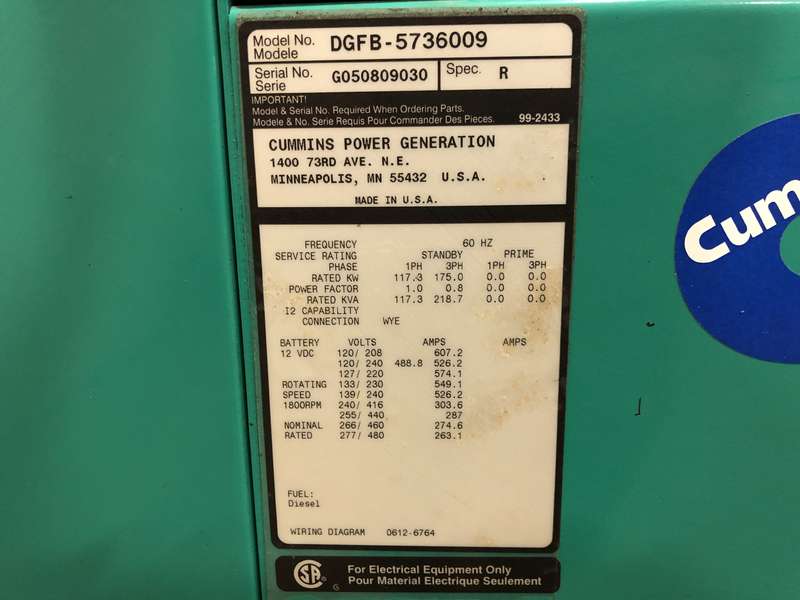 Model No. DGFB-5736009
Modele
Serial No. G050809030 Spec. R
Serie
IMPORTANT!
Model & Serial No. Required When Ordering Parts.
Modele & No. Serie Requis Pour Commander Des Pieces. 99-2433
CUMMINS POWER GENERATION
1400 73RD AVE. N.E.
MINNEAPOLIS, MN 55432 U.S.A.
MADE IN U.S.A.
FREQUENCY 60 HZ
SERVICE RATING STANDBY PRIME
PHASE 1PH 3PH 1PH 3PH
RATED KW 117.3 175.0 0.0 0.0
POWER FACTOR 1.0 0.8 0.0 0.0
RATED KVA 117.3 218.7 0.0 0.0
I2 CAPABILITY
CONNECTION WYE
BATTERY VOLTS AMPS AMPS
12 VDC 120/ 208 607.2
120/ 240 488.8 526.2
127/ 220 574.1
ROTATING 133/ 230 549.1
SPEED 139/ 240 526.2
1800RPM 240/ 416 303.6
255/ 440 287
NOMINAL 266/ 460 274.6
RATED 277/ 480 263.1
FUEL:
Diesel
WIRING DIAGRAM 0612-6764
CSA G
For Electrical Equipment Only
Pour Material Electrique Seulement
Cum